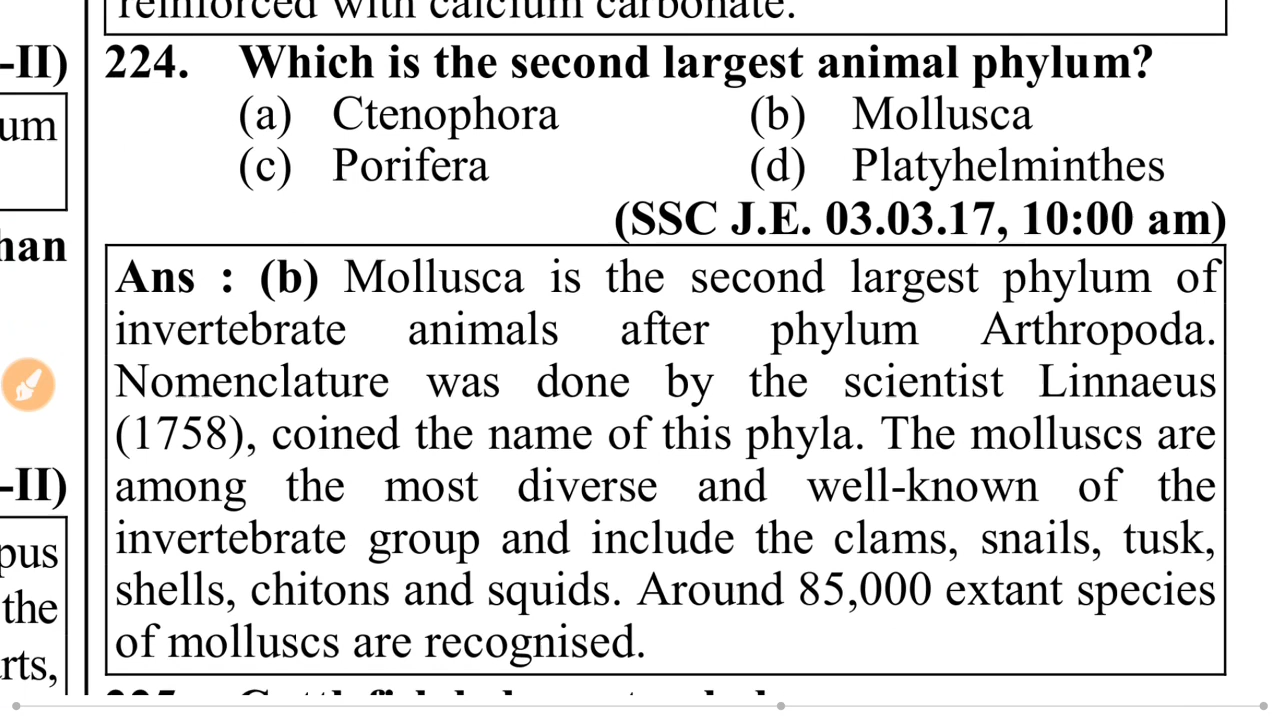 reinforced with calcium carbonate.
-II)
um
han
-II)
pus
the
rts,
224. Which is the second largest animal phylum?
(a) Ctenophora (b) Mollusca
(c) Porifera (d) Platyhelminthes
(SSC J.E. 03.03.17, 10:00 am)
Ans : (b) Mollusca is the second largest phylum of
invertebrate animals after phylum Arthropoda.
Nomenclature was done by the scientist Linnaeus
(1758), coined the name of this phyla. The molluscs are
among the most diverse and well-known of the
invertebrate group and include the clams, snails, tusk,
shells, chitons and squids. Around 85,000 extant species
of molluscs are recognised.